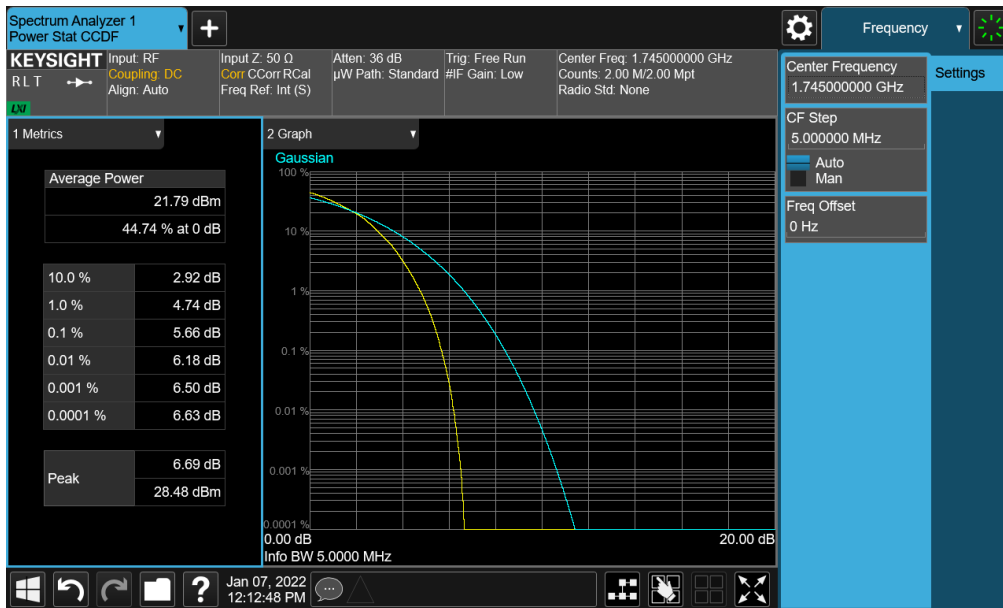 Spectrum Analyzer 1
Power Stat CCDF
Frequency
KEYSIGHT
RLT
LXI
Input: RF
Coupling: DC
Align: Auto
Input Z: 50 Ω
Corr CCorr RCal
Freq Ref: Int (S)
Atten: 36 dB
µW Path: Standard
Trig: Free Run
#IF Gain: Low
Center Freq: 1.745000000 GHz
Counts: 2.00 M/2.00 Mpt
Radio Std: None
Center Frequency
1.745000000 GHz
Settings
CF Step
5.000000 MHz
Auto
Man
Freq Offset
0 Hz
1 Metrics
Average Power
21.79 dBm
44.74 % at 0 dB
10.0 % 2.92 dB
1.0 % 4.74 dB
0.1 % 5.66 dB
0.01 % 6.18 dB
0.001 % 6.50 dB
0.0001 % 6.63 dB
Peak
6.69 dB
28.48 dBm
2 Graph
Gaussian
100 %
10 %
1 %
0.1 %
0.01 %
0.001 %
0.0001 %
0.00 dB 20.00 dB
Info BW 5.0000 MHz
?
Jan 07, 2022
12:12:48 PM